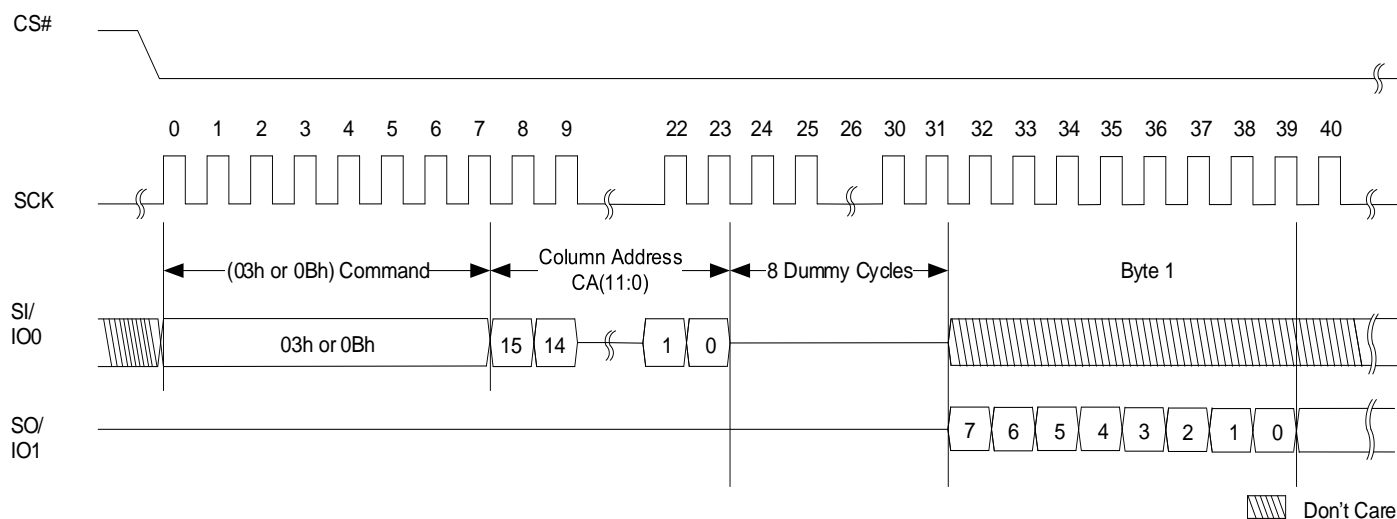 CS#
0 1 2 3 4 5 6 7 8 9 22 23 24 25 26 30 31 32 33 34 35 36 37 38 39 40
SCK
(03h or 0Bh) Command
Column Address
CA(11:0)
8 Dummy Cycles
Byte 1
SI/
IO0
03h or 0Bh
15 14 1 0
SO/
IO1
7 6 5 4 3 2 1 0
Don't Care